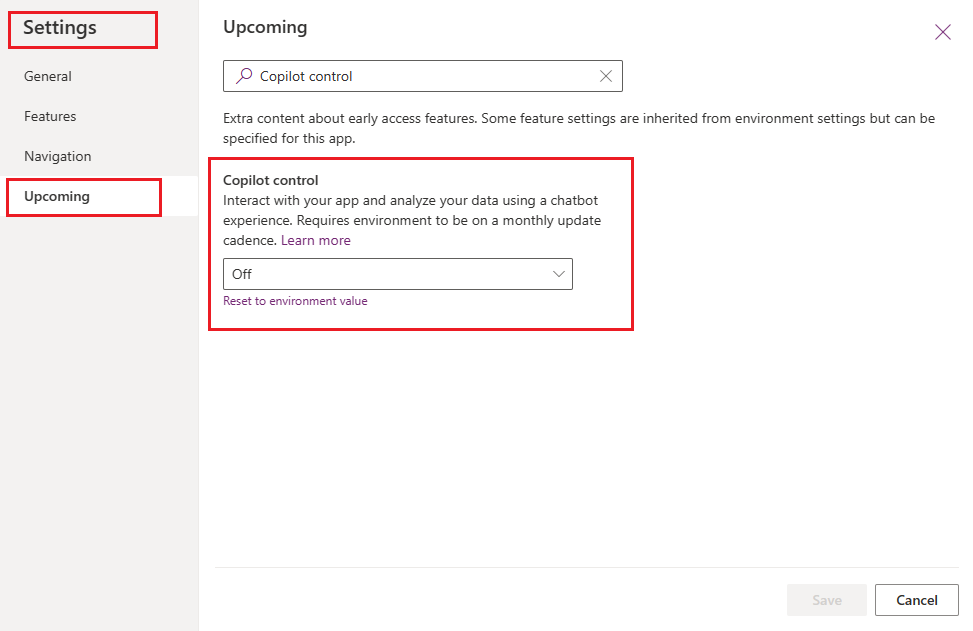 Settings
General
Features
Navigation
Upcoming
Upcoming
Copilot control
Extra content about early access features. Some feature settings are inherited from environment settings but can be
specified for this app.
Copilot control
Interact with your app and analyze your data using a chatbot
experience. Requires environment to be on a monthly update
cadence. Learn more
Off
Reset to environment value
Save
Cancel